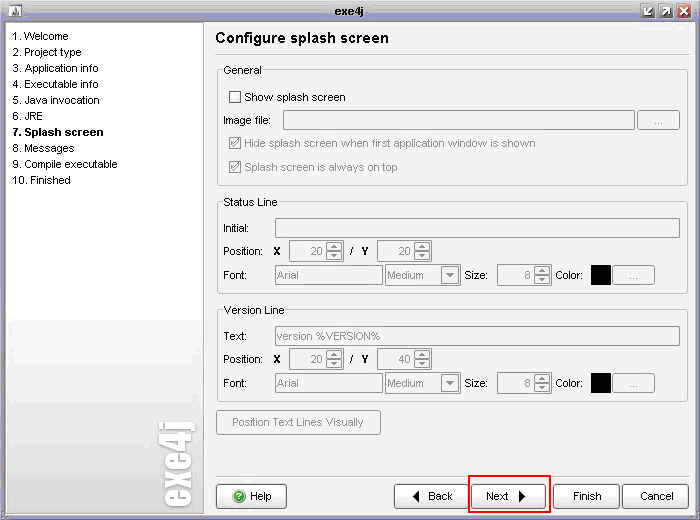 exe4j
1. Welcome
2. Project type
3. Application info
4. Executable info
5. Java invocation
6. JRE
7. Splash screen
8. Messages
9. Compile executable
10. Finished
exe4j
Configure splash screen
General
Show splash screen
Image file: ...
Hide splash screen when first application window is shown
Splash screen is always on top
Status Line
Initial:
Position: X 20 / Y 20
Font: Arial Medium Size: 8 Color: ...
Version Line
Text: version %VERSION%
Position: X 20 / Y 40
Font: Arial Medium Size: 8 Color: ...
Position Text Lines Visually
Help Back Next Finish Cancel